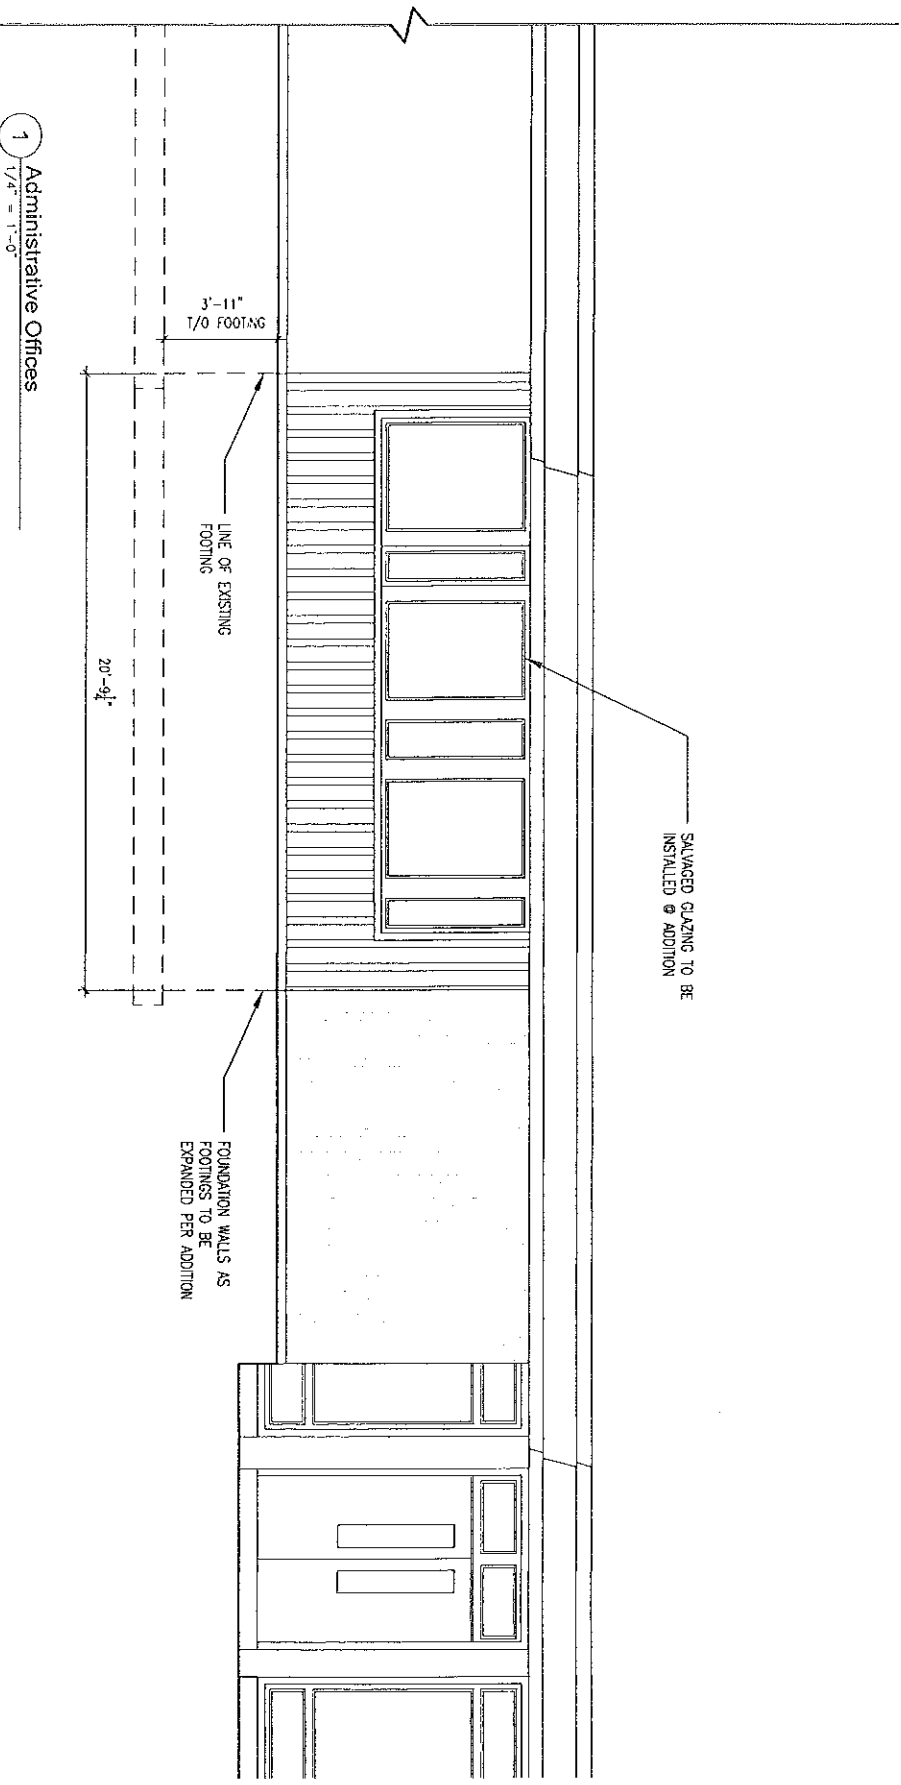 SALVAGED GLAZING TO BE
INSTALLED @ ADDITION
3'-11"
T/O FOOTING
LINE OF EXISTING
FOOTING
FOUNDATION WALLS AS
FOOTINGS TO BE
EXPANDED PER ADDITION
20'-9¼"
1
Administrative Offices
1/4" = 1'-0"